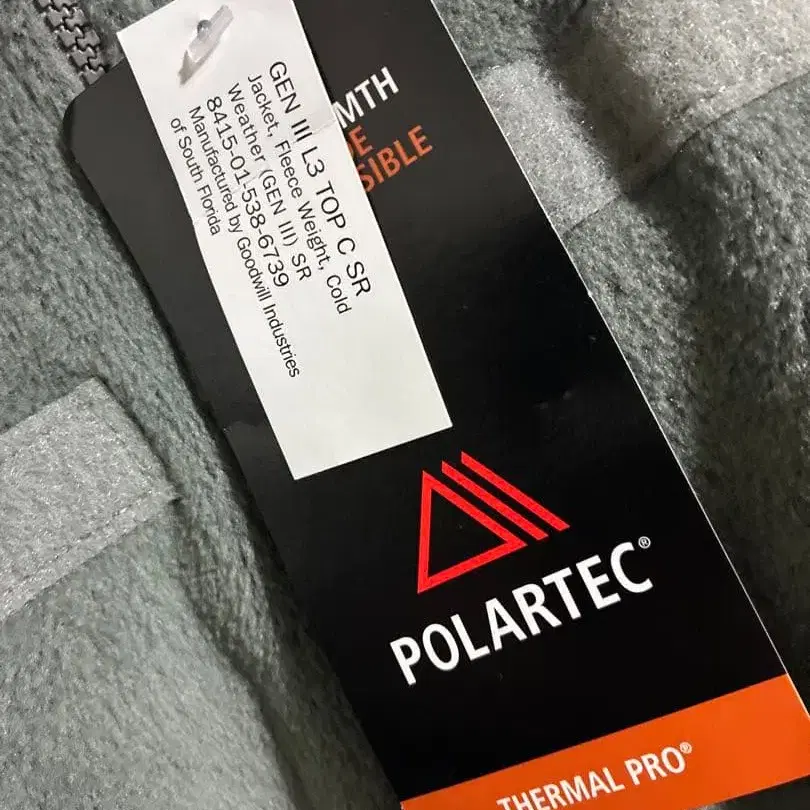 GEN III L3 TOP C SR
Jacket, Fleece Weight, Cold
Weather (GEN III) SR
8415-01-538-6739
Manufactured by Goodwill Industries
of South Florida
MTH
SIBLE
POLARTEC®
THERMAL PRO®